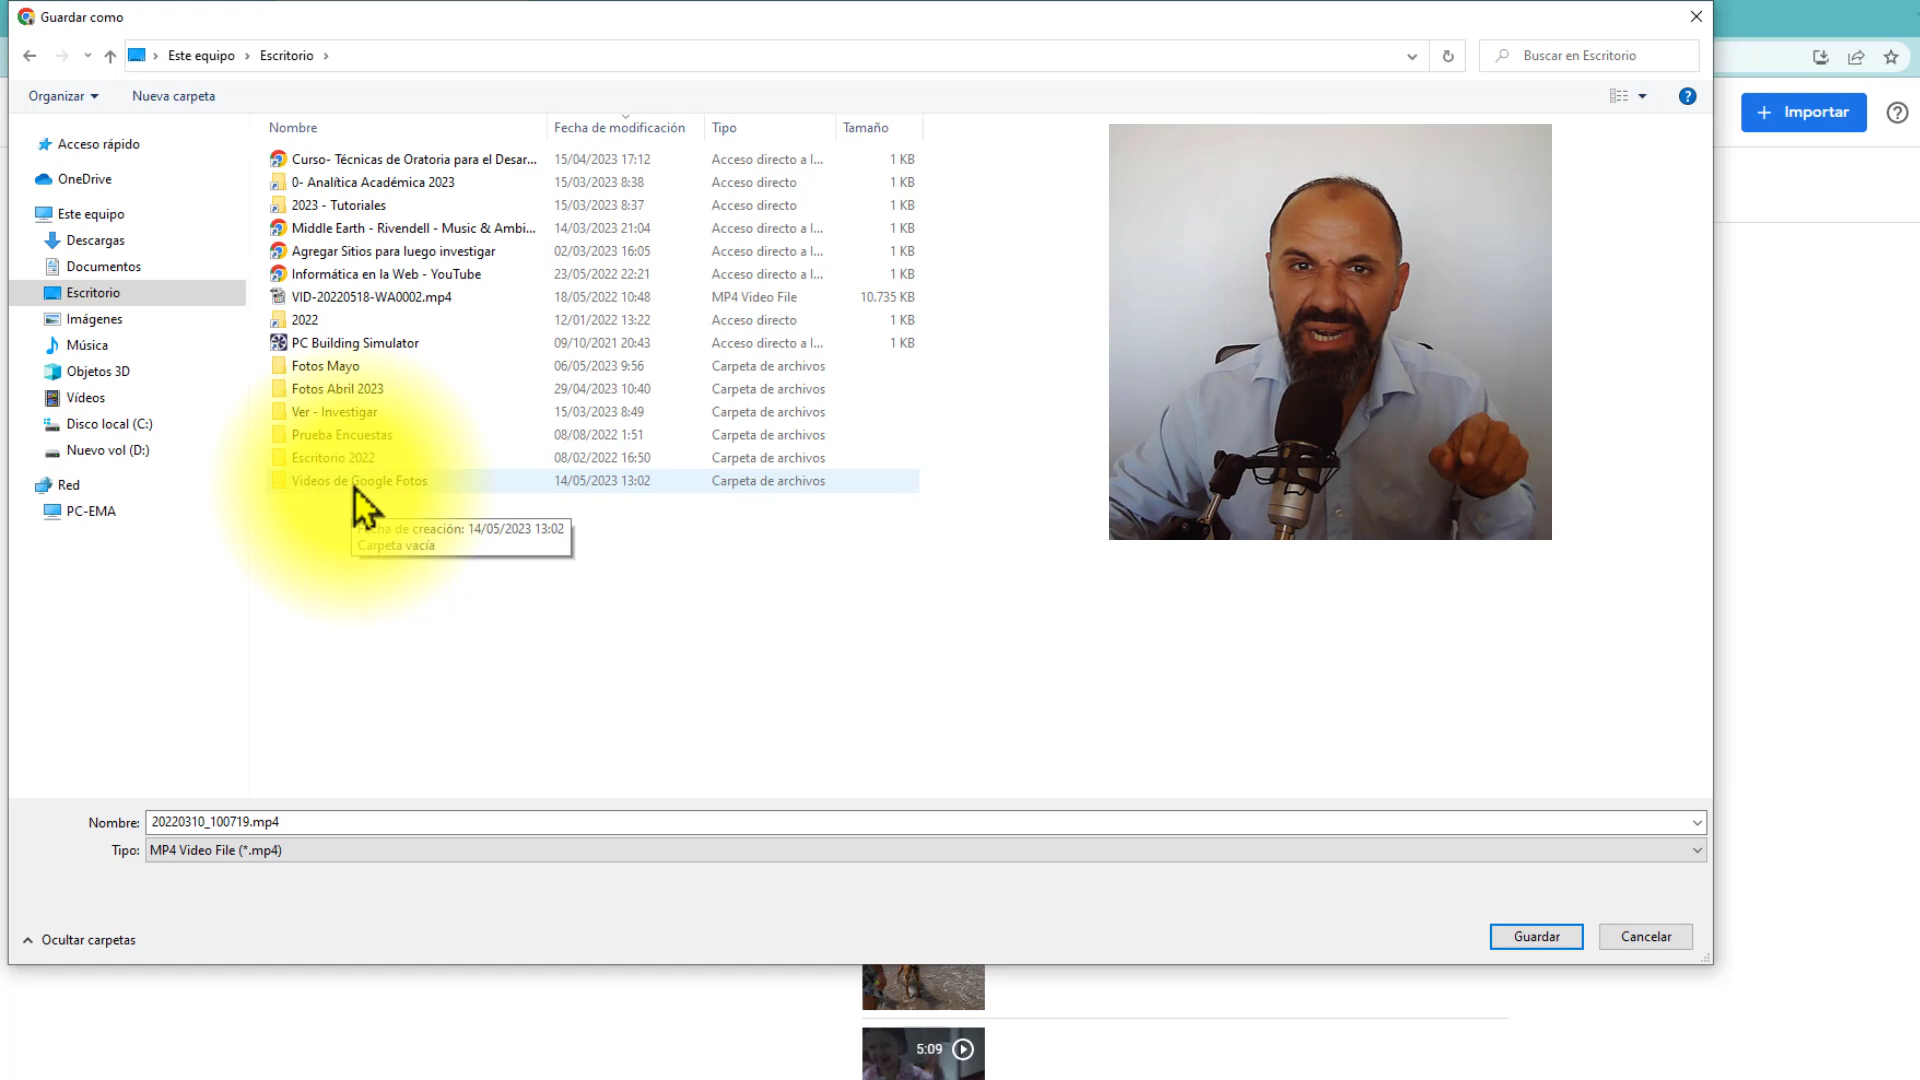 Guardar como
Este equipo > Escritorio >
Buscar en Escritorio
Organizar Nueva carpeta
+ Importar
Nombre Fecha de modificación Tipo Tamaño
Acceso rápido
OneDrive
Este equipo
Descargas
Documentos
Escritorio
Imágenes
Música
Objetos 3D
Vídeos
Disco local (C:)
Nuevo vol (D:)
Red
PC-EMA
Curso- Técnicas de Oratoria para el Desar... 15/04/2023 17:12 Acceso directo a I... 1 KB
0- Analítica Académica 2023 15/03/2023 8:38 Acceso directo 1 KB
2023 - Tutoriales 15/03/2023 8:37 Acceso directo 1 KB
Middle Earth - Rivendell - Music & Ambi... 14/03/2023 21:04 Acceso directo a I... 1 KB
Agregar Sitios para luego investigar 02/03/2023 16:05 Acceso directo a I... 1 KB
Informática en la Web - YouTube 23/05/2022 22:21 Acceso directo a I... 1 KB
VID-20220518-WA0002.mp4 18/05/2022 10:48 MP4 Video File 10.735 KB
2022 12/01/2022 13:22 Acceso directo 1 KB
PC Building Simulator 09/10/2021 20:43 Acceso directo a I... 1 KB
Fotos Mayo 06/05/2023 9:56 Carpeta de archivos
Fotos Abril 2023 29/04/2023 10:40 Carpeta de archivos
Ver - Investigar 15/03/2023 8:49 Carpeta de archivos
Prueba Encuestas 08/08/2022 1:51 Carpeta de archivos
Escritorio 2022 08/02/2022 16:50 Carpeta de archivos
Videos de Google Fotos 14/05/2023 13:02 Carpeta de archivos
Fecha de creación: 14/05/2023 13:02
Carpeta vacía
Nombre: 20220310_100719.mp4
Tipo: MP4 Video File (*.mp4)
Ocultar carpetas
Guardar Cancelar
5:09